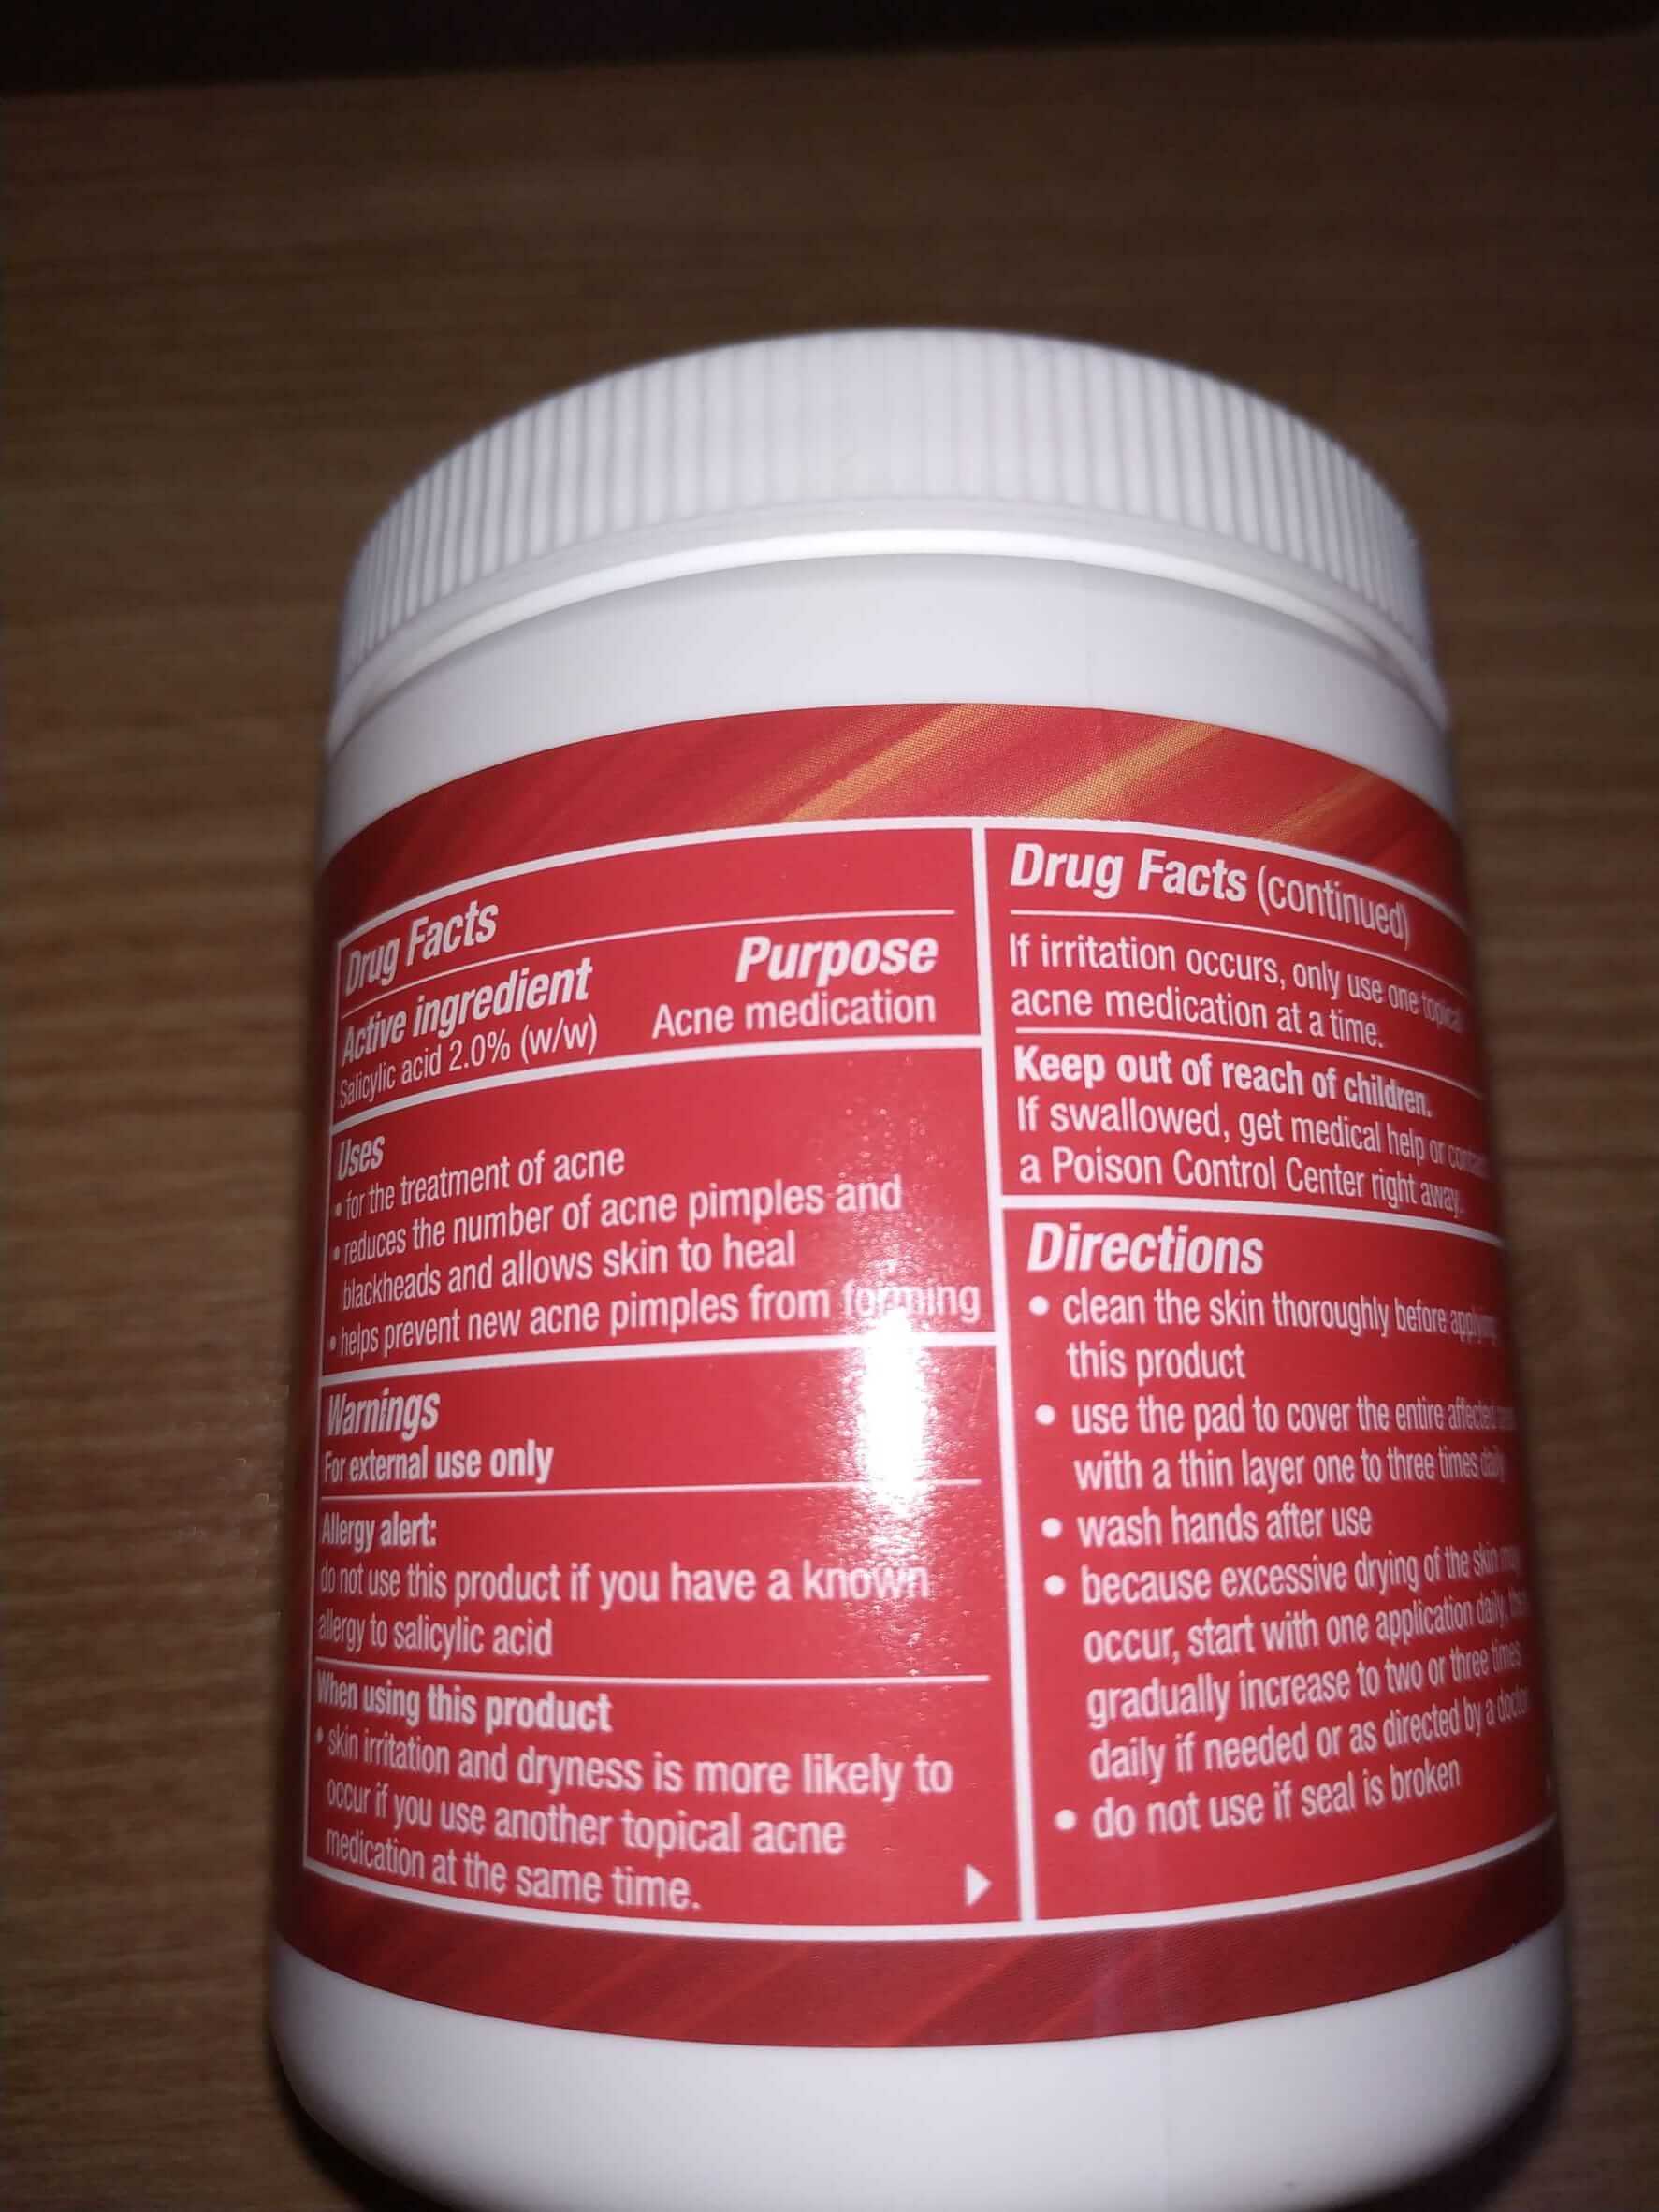 Drug Facts
Active ingredient Purpose
Salicylic acid 2.0% (w/w) Acne medication
Uses
• for the treatment of acne
• reduces the number of acne pimples and
blackheads and allows skin to heal
• helps prevent new acne pimples from forming
Warnings
For external use only
Allergy alert:
do not use this product if you have a known
allergy to salicylic acid
When using this product
• skin irritation and dryness is more likely to
occur if you use another topical acne
medication at the same time.
Drug Facts (continued)
If irritation occurs, only use one topical
acne medication at a time.
Keep out of reach of children.
If swallowed, get medical help or
a Poison Control Center right away.
Directions
• clean the skin thoroughly before applying
this product
• use the pad to cover the entire affected
with a thin layer one to three times daily
• wash hands after use
• because excessive drying of the skin may
occur, start with one application daily, then
gradually increase to two or three times
daily if needed or as directed by a doctor
• do not use if seal is broken